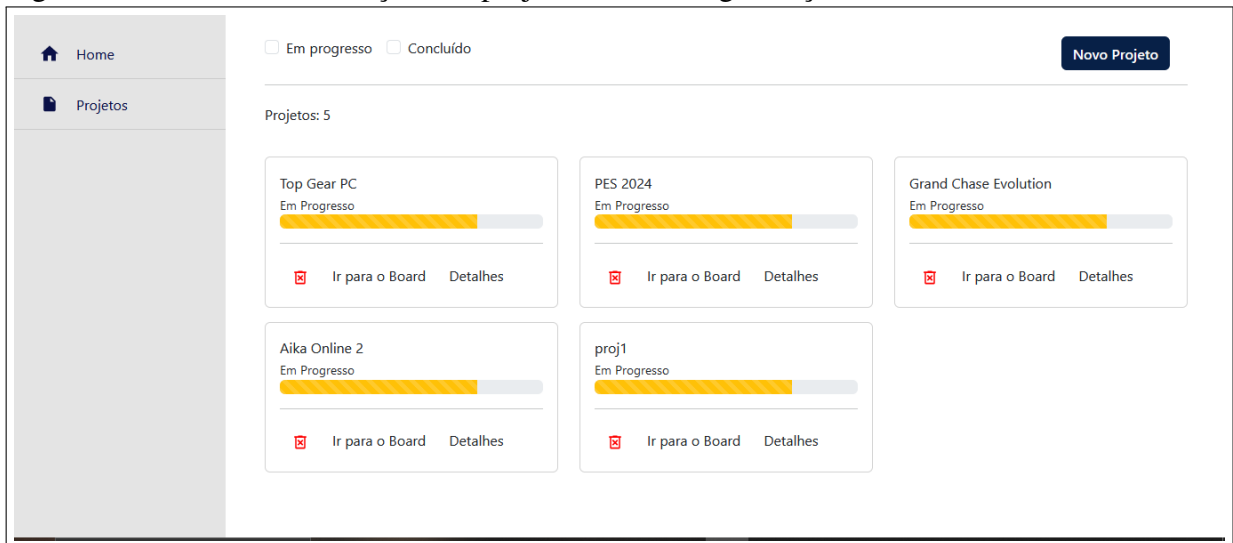 Home
Projetos
Em progresso Concluído
Novo Projeto
Projetos: 5
Top Gear PC
Em Progresso
Ir para o Board Detalhes
PES 2024
Em Progresso
Ir para o Board Detalhes
Grand Chase Evolution
Em Progresso
Ir para o Board Detalhes
Aika Online 2
Em Progresso
Ir para o Board Detalhes
proj1
Em Progresso
Ir para o Board Detalhes